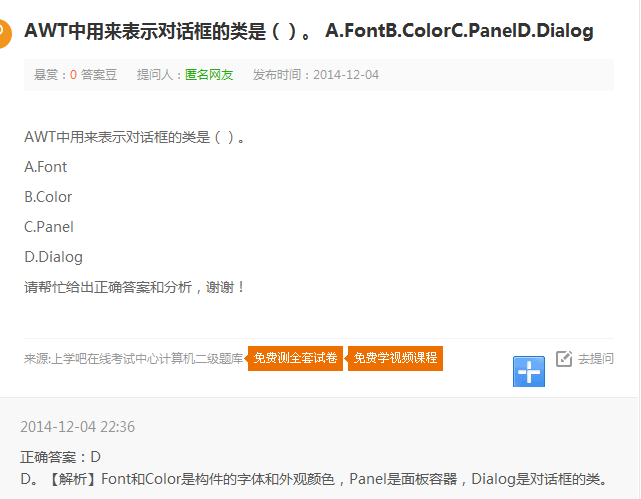 AWT中用来表示对话框的类是（ ）。 A.FontB.ColorC.PanelD.Dialog
悬赏：0 答案豆 提问人：匿名网友 发布时间：2014-12-04
AWT中用来表示对话框的类是（ ）。
A.Font
B.Color
C.Panel
D.Dialog
请帮忙给出正确答案和分析，谢谢！
来源:上学吧在线考试中心计算机二级题库 免费测全套试卷 免费学视频课程 去提问
2014-12-04 22:36
正确答案：D
D。【解析】Font和Color是构件的字体和外观颜色，Panel是面板容器，Dialog是对话框的类。